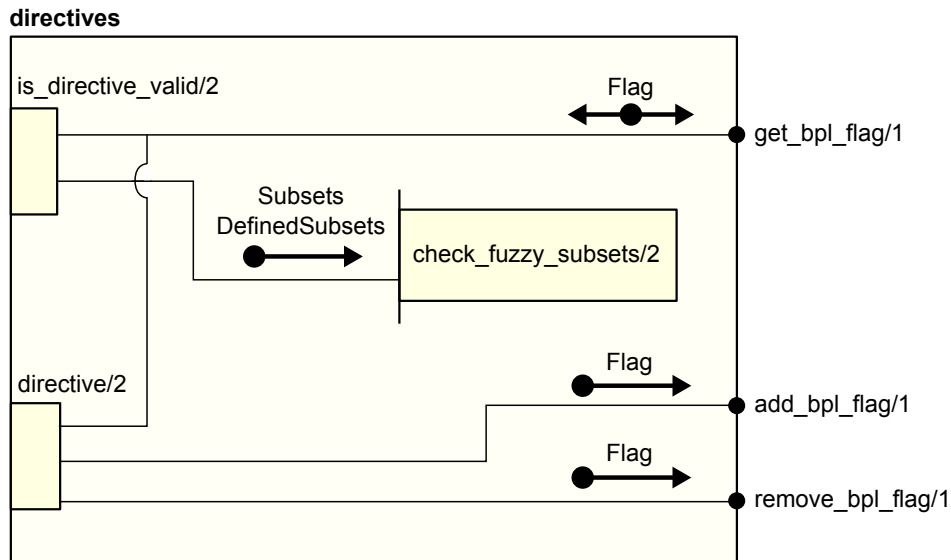 directives
is_directive_valid/2
Flag
get_bpl_flag/1
Subsets
DefinedSubsets
check_fuzzy_subsets/2
directive/2
Flag
add_bpl_flag/1
Flag
remove_bpl_flag/1